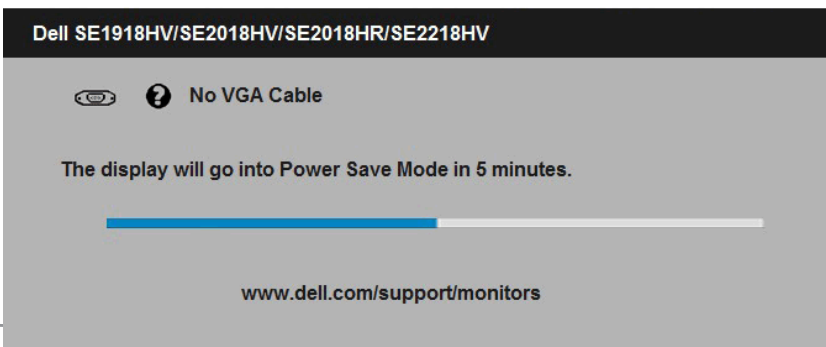 Dell SE1918HV/SE2018HV/SE2018HR/SE2218HV
No VGA Cable
The display will go into Power Save Mode in 5 minutes.
www.dell.com/support/monitors